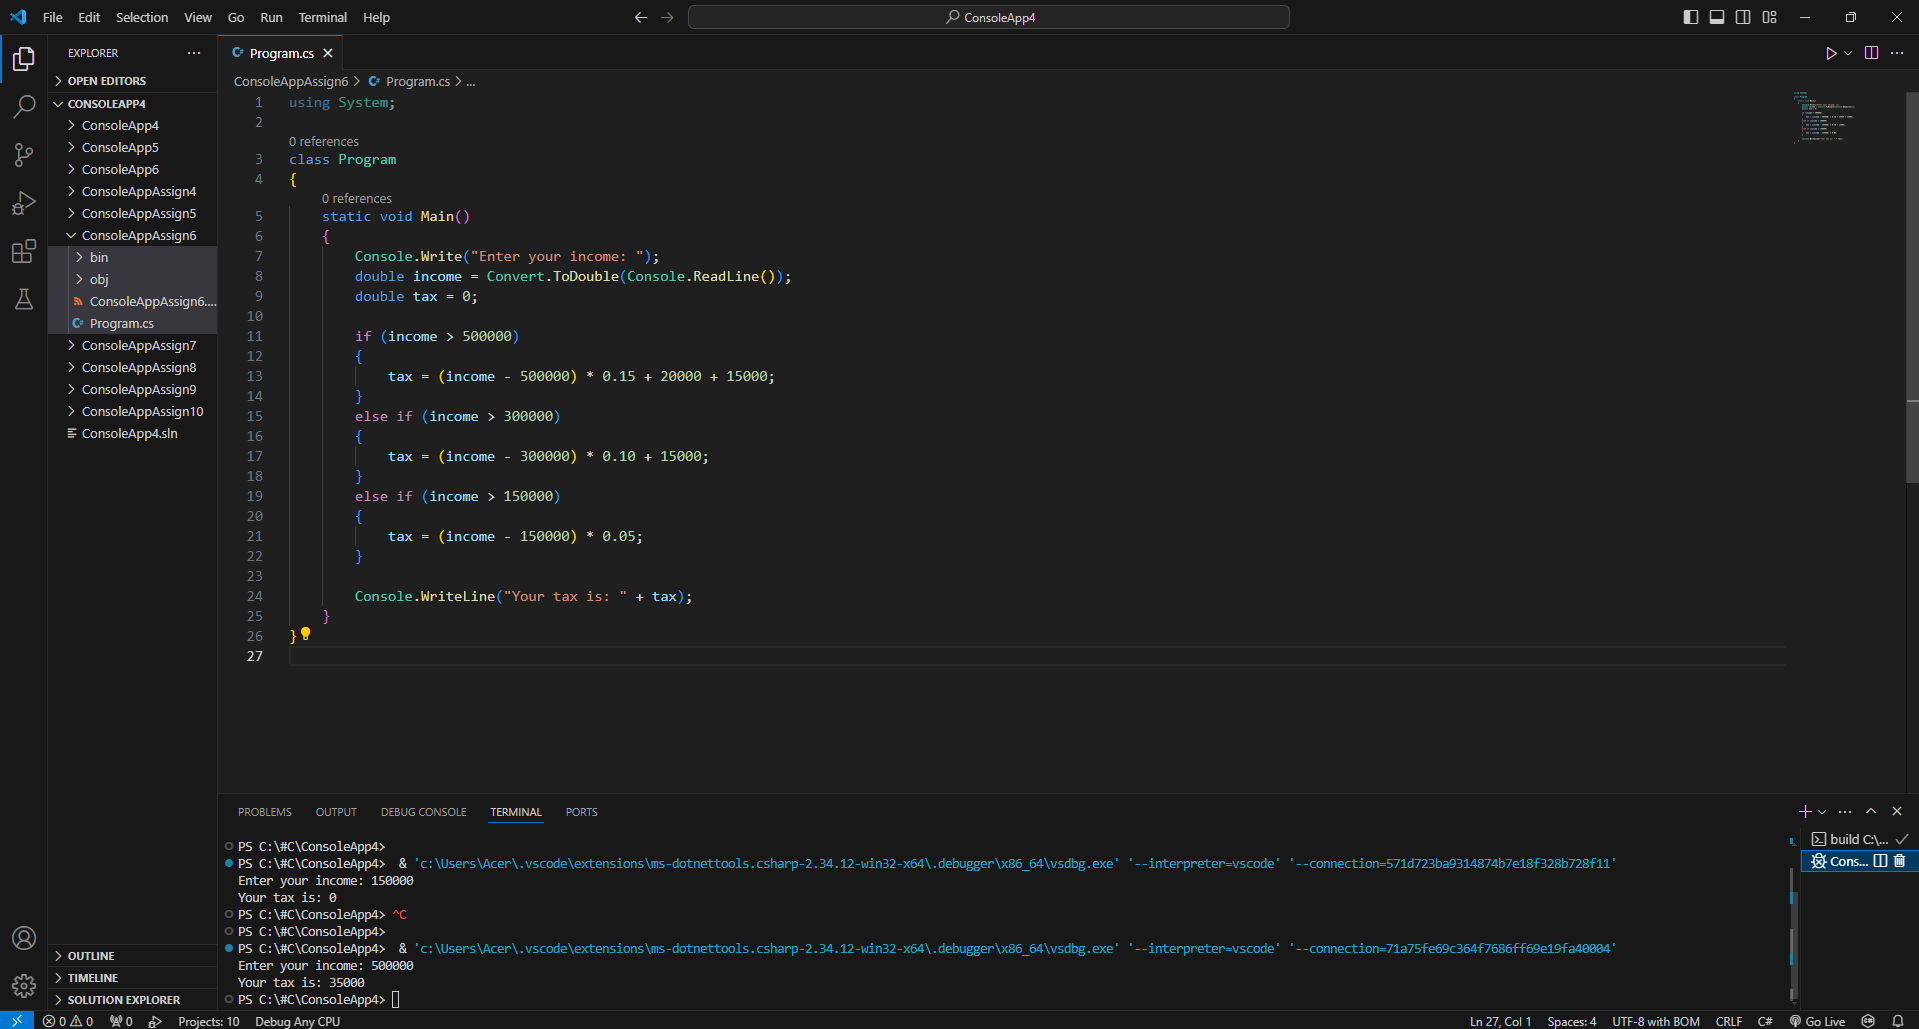 File Edit Selection View Go Run Terminal Help
ConsoleApp4
EXPLORER
OPEN EDITORS
CONSOLEAPP4
ConsoleApp4
ConsoleApp5
ConsoleApp6
ConsoleAppAssign4
ConsoleAppAssign5
ConsoleAppAssign6
bin
obj
ConsoleAppAssign6....
Program.cs
ConsoleAppAssign7
ConsoleAppAssign8
ConsoleAppAssign9
ConsoleAppAssign10
ConsoleApp4.sln
OUTLINE
TIMELINE
SOLUTION EXPLORER
Program.cs
ConsoleAppAssign6 > Program.cs > ...
1 using System;
2
0 references
3 class Program
4 {
0 references
5 static void Main()
6 {
7 Console.Write("Enter your income: ");
8 double income = Convert.ToDouble(Console.ReadLine());
9 double tax = 0;
10
11 if (income > 500000)
12 {
13 tax = (income - 500000) * 0.15 + 20000 + 15000;
14 }
15 else if (income > 300000)
16 {
17 tax = (income - 300000) * 0.10 + 15000;
18 }
19 else if (income > 150000)
20 {
21 tax = (income - 150000) * 0.05;
22 }
23
24 Console.WriteLine("Your tax is: " + tax);
25 }
26 }
27
PROBLEMS OUTPUT DEBUG CONSOLE TERMINAL PORTS
PS C:\#C\ConsoleApp4>
PS C:\#C\ConsoleApp4> & 'c:\Users\Acer\.vscode\extensions\ms-dotnettools.csharp-2.34.12-win32-x64\.debugger\x86_64\vsdbg.exe' '--interpreter=vscode' '--connection=571d723ba9314874b7e18f328b728f11'
Enter your income: 150000
Your tax is: 0
PS C:\#C\ConsoleApp4> ^C
PS C:\#C\ConsoleApp4>
PS C:\#C\ConsoleApp4> & 'c:\Users\Acer\.vscode\extensions\ms-dotnettools.csharp-2.34.12-win32-x64\.debugger\x86_64\vsdbg.exe' '--interpreter=vscode' '--connection=71a75fe69c364f7686ff69e19fa40004'
Enter your income: 500000
Your tax is: 35000
PS C:\#C\ConsoleApp4>
build C:\...
Cons...
0 0 0 Projects: 10 Debug Any CPU
Ln 27, Col 1 Spaces: 4 UTF-8 with BOM CRLF C# Go Live